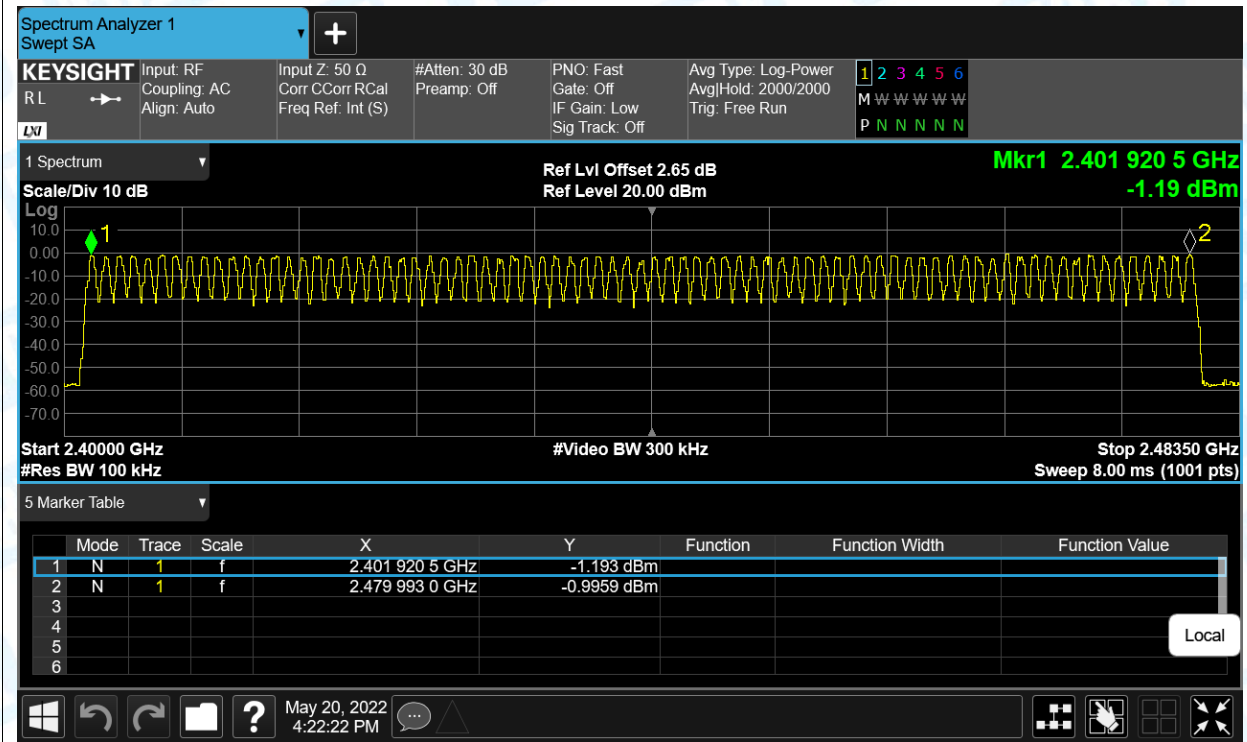 Spectrum Analyzer 1
Swept SA
KEYSIGHT
R L
LXI
Input: RF
Coupling: AC
Align: Auto
Input Z: 50 Ω
Corr CCorr RCal
Freq Ref: Int (S)
#Atten: 30 dB
Preamp: Off
PNO: Fast
Gate: Off
IF Gain: Low
Sig Track: Off
Avg Type: Log-Power
Avg|Hold: 2000/2000
Trig: Free Run
1 2 3 4 5 6
M W W W W W
P N N N N N
1 Spectrum
Scale/Div 10 dB
Ref Lvl Offset 2.65 dB
Ref Level 20.00 dBm
Mkr1 2.401 920 5 GHz
-1.19 dBm
Log
10.0
0.00
-10.0
-20.0
-30.0
-40.0
-50.0
-60.0
-70.0
1
2
Start 2.40000 GHz
#Res BW 100 kHz
#Video BW 300 kHz
Stop 2.48350 GHz
Sweep 8.00 ms (1001 pts)
5 Marker Table
Mode Trace Scale X Y Function Function Width Function Value
1 N 1 f 2.401 920 5 GHz -1.193 dBm
2 N 1 f 2.479 993 0 GHz -0.9959 dBm
3
4
5
6
Local
?
May 20, 2022
4:22:22 PM